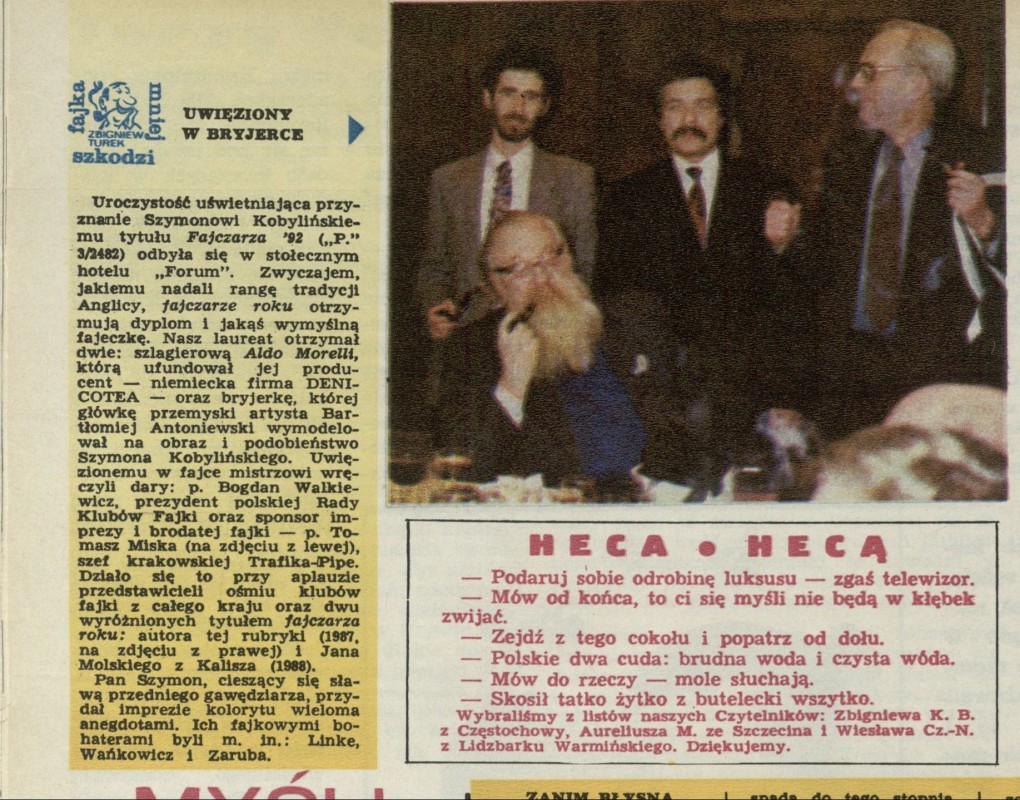 fajka
mniej
ZBIGNIEW
TUREK
szkodzi
UWIĘZIONY
W BRYJERCE
Uroczystość uświetniająca przy-
znanie Szymonowi Kobylińskie-
mu tytułu Fajczarza '92 („P."
3/2482) odbyła się w stołecznym
hotelu „Forum". Zwyczajem,
jakiemu nadali rangę tradycji
Anglicy, fajczarze roku otrzy-
mują dyplom i jakąś wymyślną
fajeczkę. Nasz laureat otrzymał
dwie: szlagierową Aldo Morelli,
którą ufundował jej produ-
cent — niemiecka firma DENI-
COTEA — oraz bryjerkę, której
główkę przemyski artysta Bar-
tłomiej Antoniewski wymodelo-
wał na obraz i podobieństwo
Szymona Kobylińskiego. Uwię-
zionemu w fajce mistrzowi wrę-
czyli dary: p. Bogdan Walkie-
wicz, prezydent polskiej Rady
Klubów Fajki oraz sponsor im-
prezy i brodatej fajki — p. To-
masz Miska (na zdjęciu z lewej),
szef krakowskiej Trafika-Pipe.
Działo się to przy aplauzie
przedstawicieli ośmiu klubów
fajki z całego kraju oraz dwu
wyróżnionych tytułem fajczarza
roku: autora tej rubryki (1987,
na zdjęciu z prawej) i Jana
Molskiego z Kalisza (1988).
Pan Szymon, cieszący się sła-
wą przedniego gawędziarza, przy-
dał imprezie kolorytu wieloma
anegdotami. Ich fajkowymi bo-
haterami byli m. in.: Linke,
Wańkowicz i Zaruba.
HECA • HECĄ
— Podaruj sobie odrobinę luksusu — zgaś telewizor.
— Mów od końca, to ci się myśli nie będą w kłębek
zwijać.
— Zejdź z tego cokołu i popatrz od dołu.
— Polskie dwa cuda: brudna woda i czysta wóda.
— Mów do rzeczy — mole słuchają.
— Skosił tatko żytko z butelecki wszytko.
Wybraliśmy z listów naszych Czytelników: Zbigniewa K. B.
z Częstochowy, Aureliusza M. ze Szczecina i Wiesława Cz.-N.
z Lidzbarku Warmińskiego. Dziękujemy.
ZANIM BŁYSNA
spada do tego stopnia